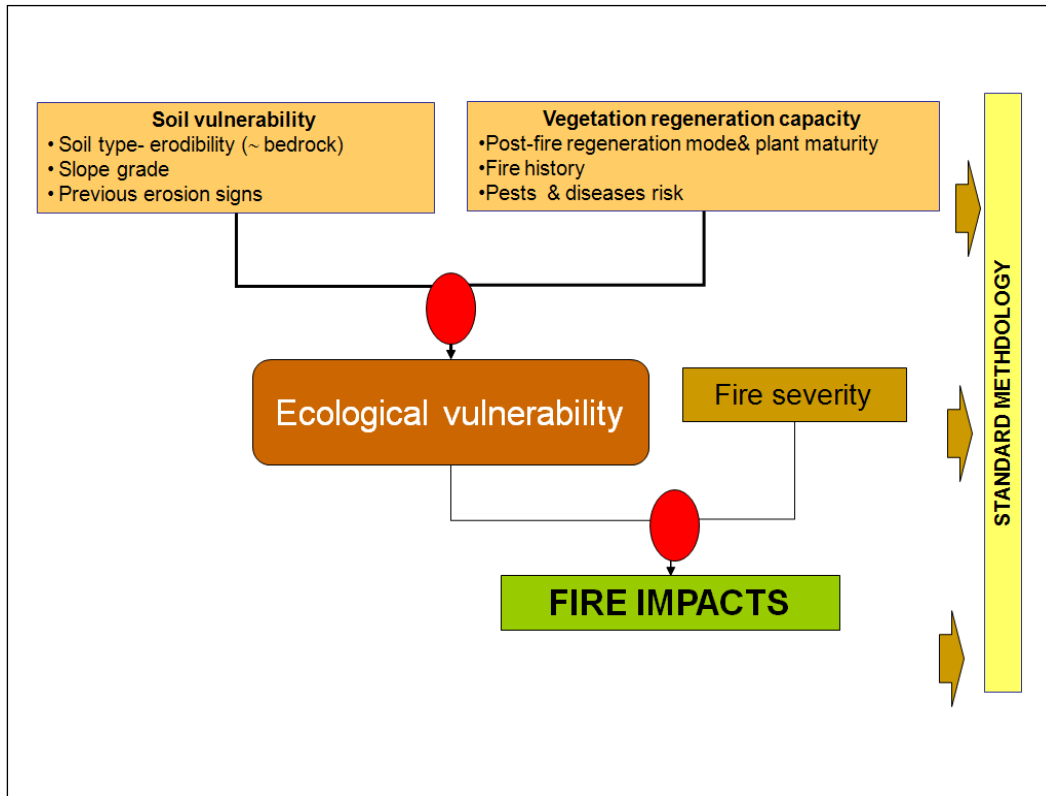 Soil vulnerability
• Soil type- erodibility (~ bedrock)
• Slope grade
• Previous erosion signs
Vegetation regeneration capacity
•Post-fire regeneration mode& plant maturity
•Fire history
•Pests & diseases risk
Ecological vulnerability
Fire severity
FIRE IMPACTS
STANDARD METHDOLOGY